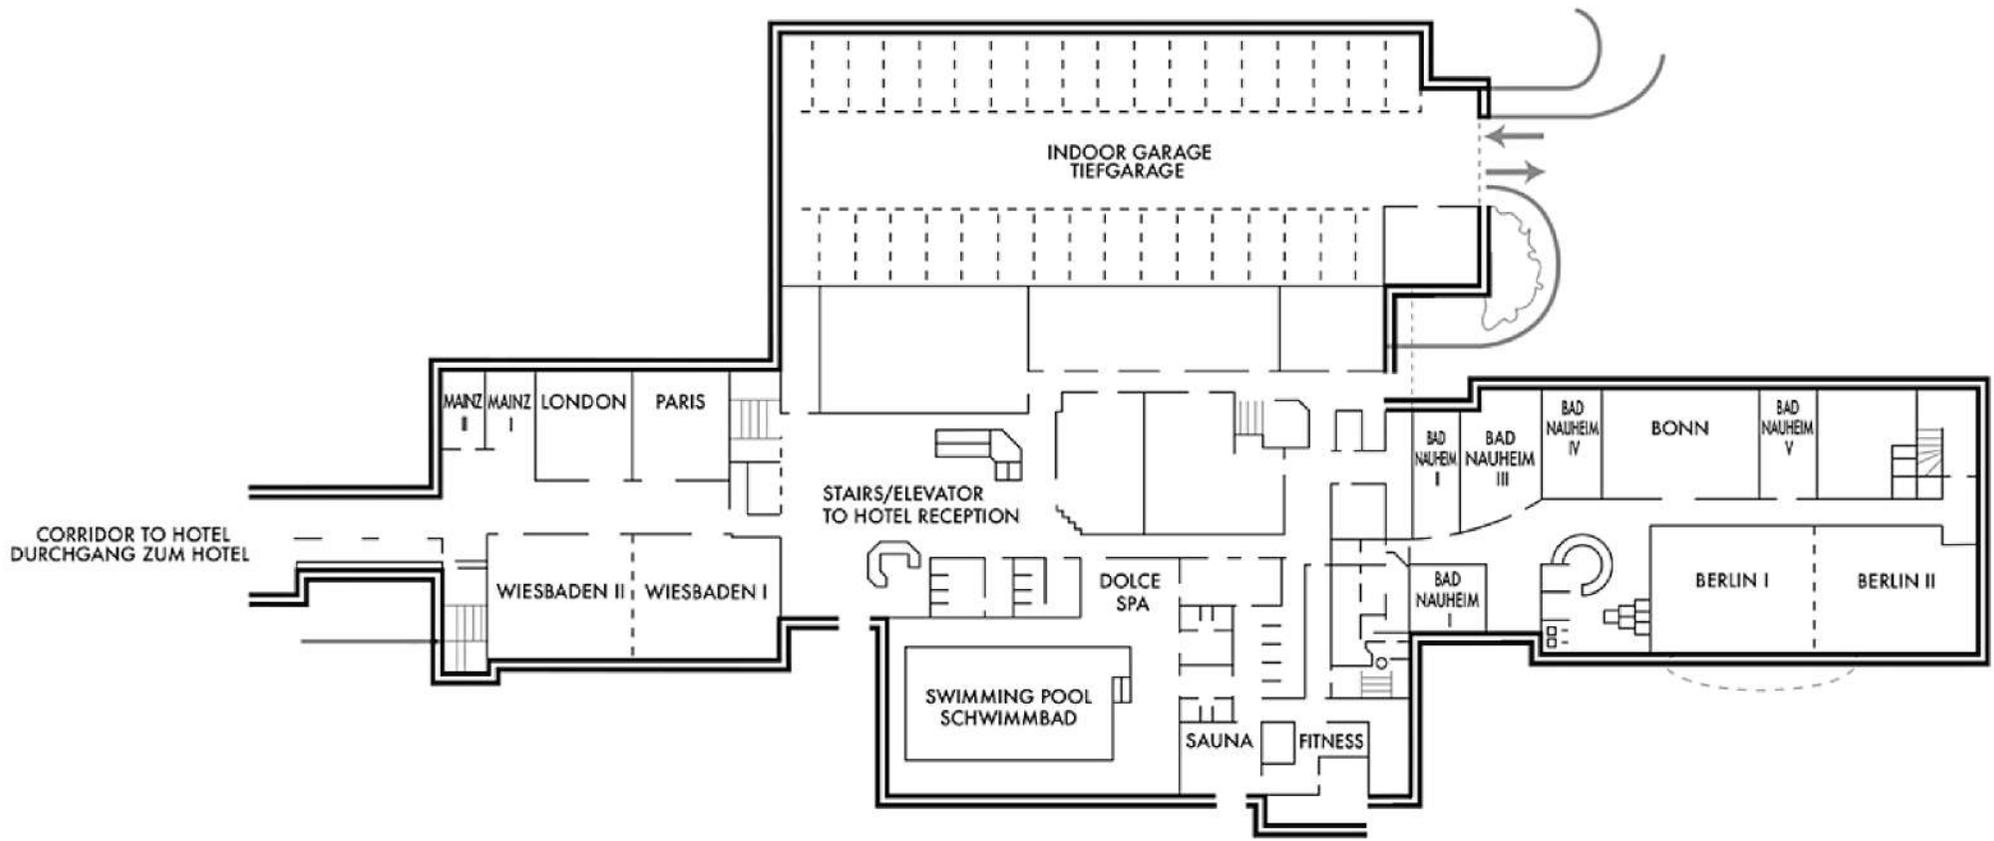 INDOOR GARAGE
TIEFGARAGE
MAINZ
II
MAINZ
I
LONDON
PARIS
BAD
NAUHEIM
II
BAD
NAUHEIM
III
BAD
NAUHEIM
IV
BONN
BAD
NAUHEIM
V
STAIRS/ELEVATOR
TO HOTEL RECEPTION
CORRIDOR TO HOTEL
DURCHGANG ZUM HOTEL
WIESBADEN II
WIESBADEN I
DOLCE
SPA
BAD
NAUHEIM
I
BERLIN I
BERLIN II
SWIMMING POOL
SCHWIMMBAD
SAUNA
FITNESS